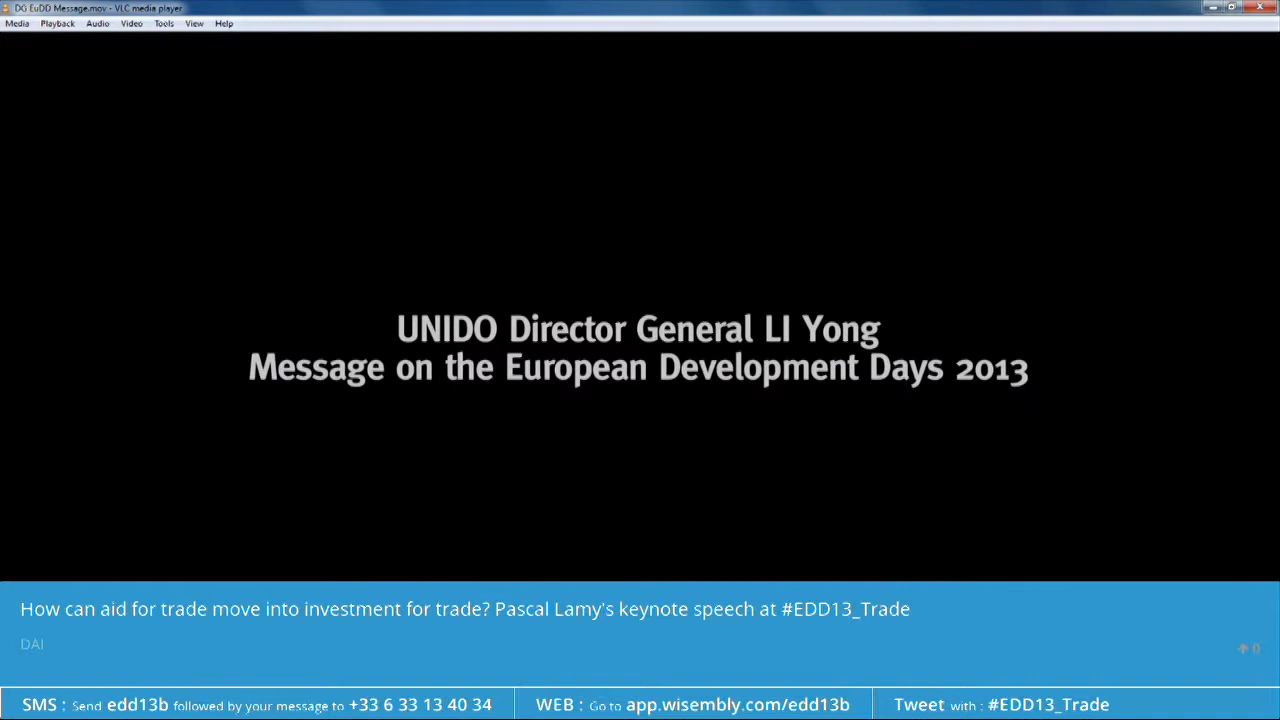 DG EuDD Message.mov - VLC media player
Media Playback Audio Video Tools View Help
UNIDO Director General LI Yong
Message on the European Development Days 2013
How can aid for trade move into investment for trade? Pascal Lamy's keynote speech at #EDD13_Trade
DAI
0
SMS : Send edd13b followed by your message to +33 6 33 13 40 34
WEB : Go to app.wisembly.com/edd13b
Tweet with : #EDD13_Trade